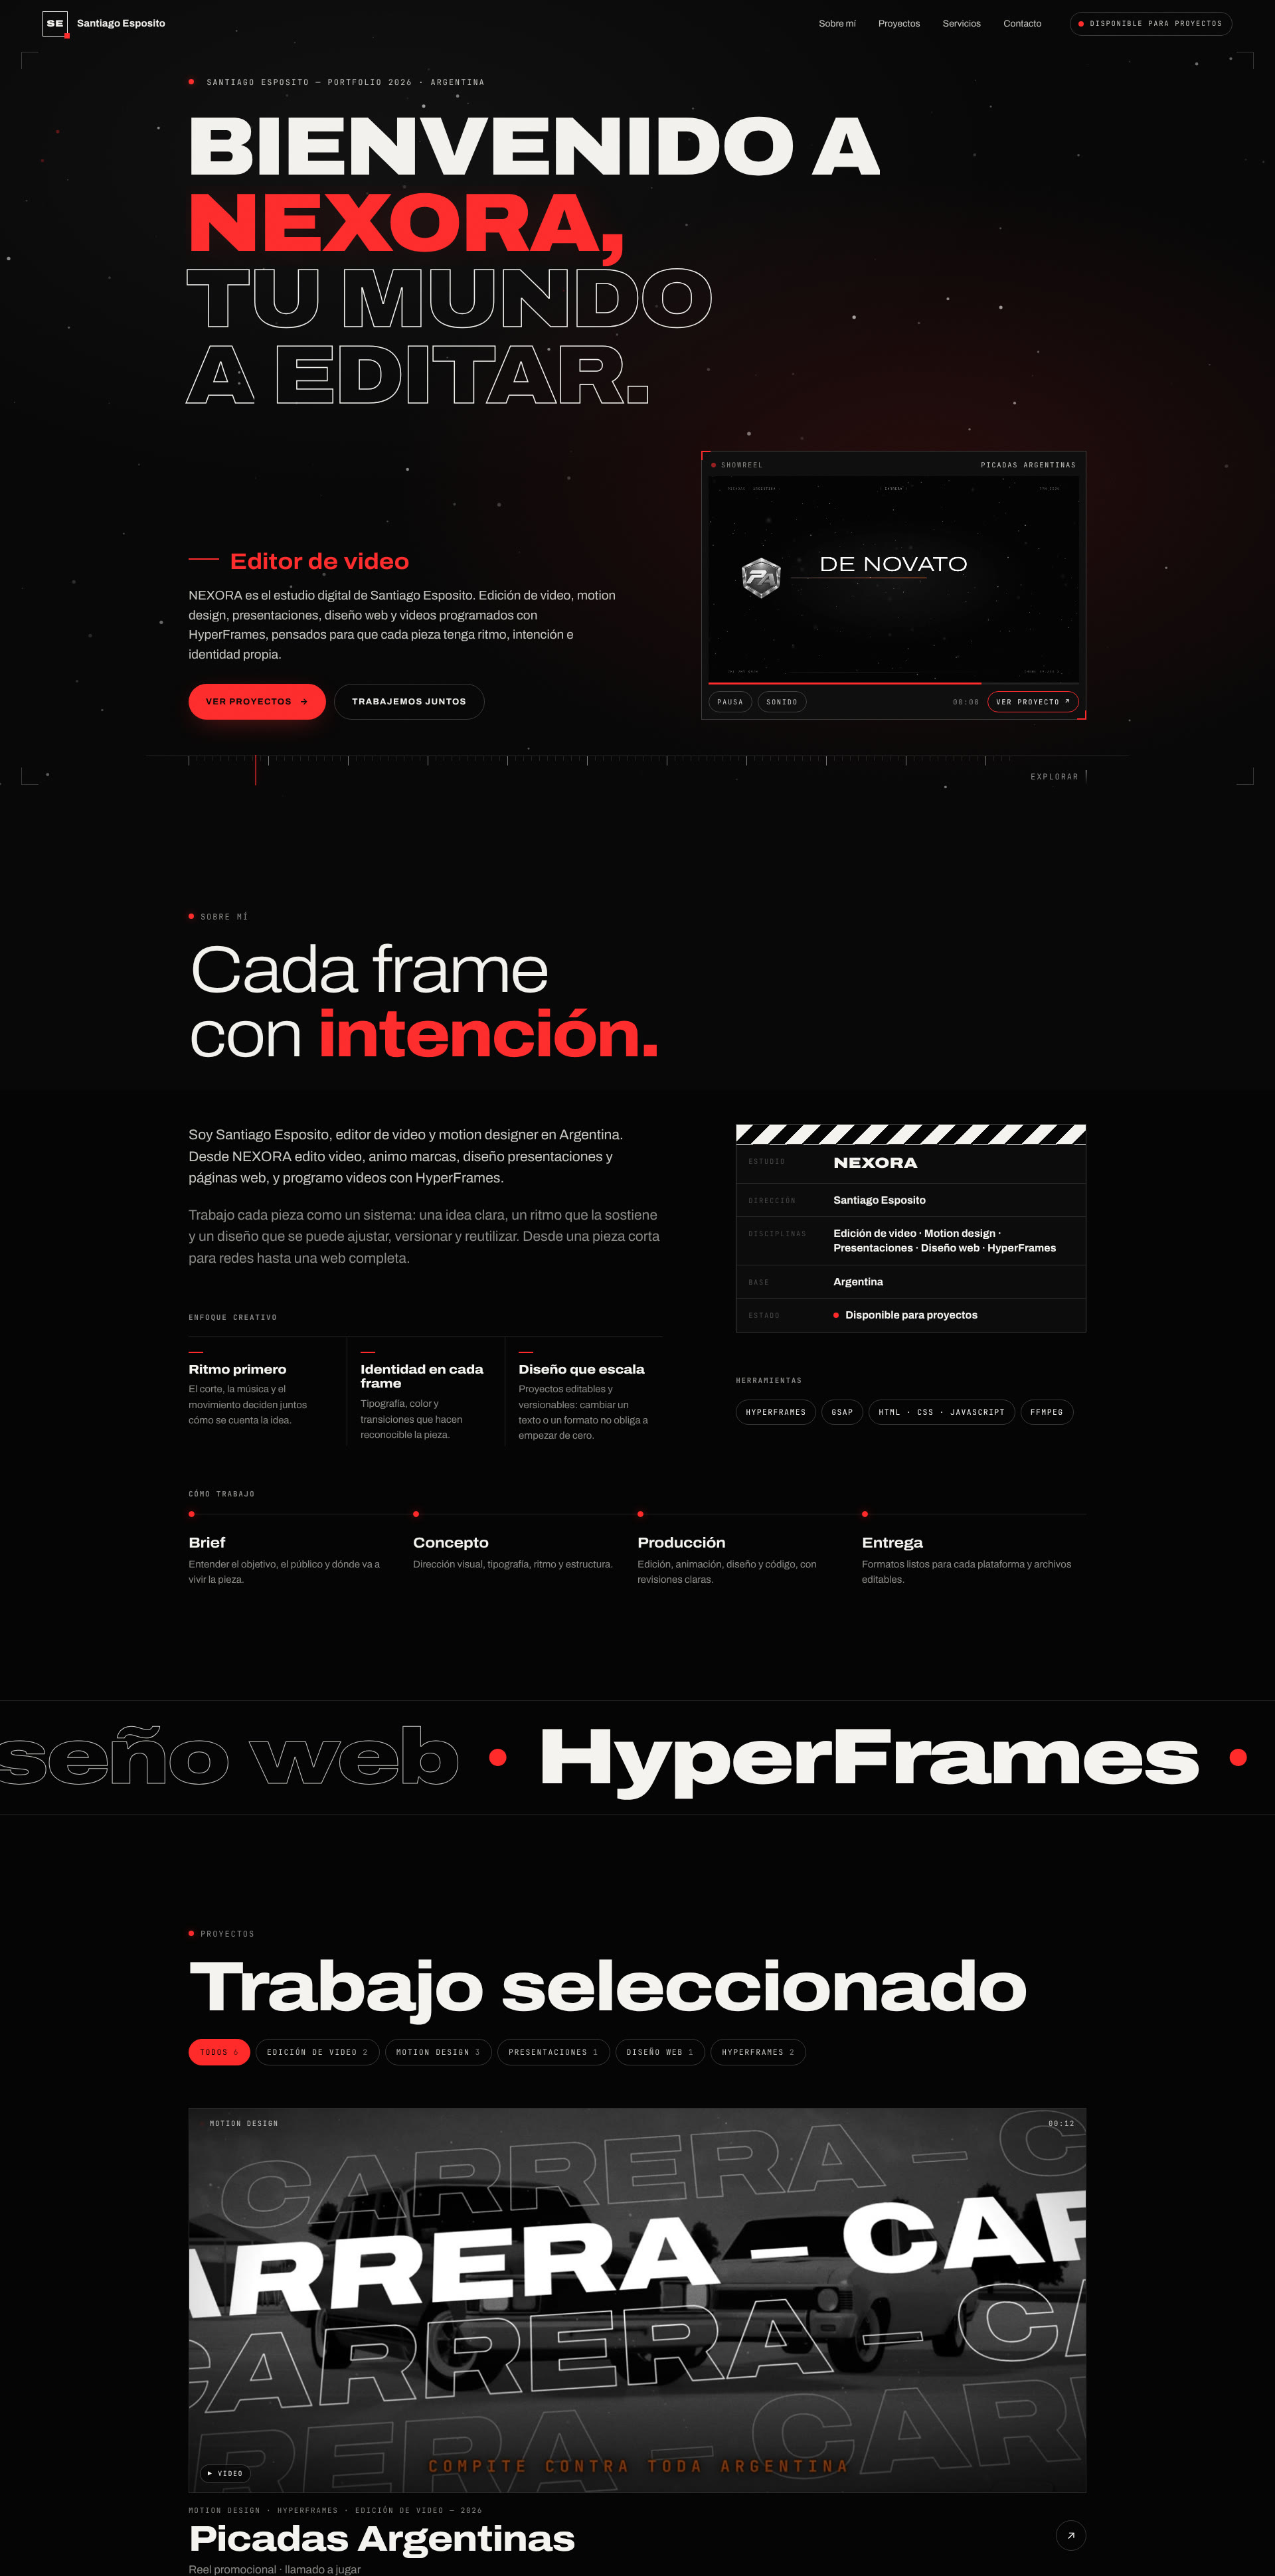 SE
Santiago Esposito
Sobre mí
Proyectos
Servicios
Contacto
DISPONIBLE PARA PROYECTOS
SANTIAGO ESPOSITO — PORTFOLIO 2026 · ARGENTINA
BIENVENIDO A
NEXORA,
TU MUNDO
A EDITAR.
SHOWREEL
PICADAS ARGENTINAS
PA
DE NOVATO
PAUSA
SONIDO
00:08
VER PROYECTO ↗
Editor de video
NEXORA es el estudio digital de Santiago Esposito. Edición de video, motion
design, presentaciones, diseño web y videos programados con
HyperFrames, pensados para que cada pieza tenga ritmo, intención e
identidad propia.
VER PROYECTOS →
TRABAJEMOS JUNTOS
EXPLORAR
SOBRE MÍ
Cada frame
con intención.
Soy Santiago Esposito, editor de video y motion designer en Argentina.
Desde NEXORA edito video, animo marcas, diseño presentaciones y
páginas web, y programo videos con HyperFrames.
Trabajo cada pieza como un sistema: una idea clara, un ritmo que la sostiene
y un diseño que se puede ajustar, versionar y reutilizar. Desde una pieza corta
para redes hasta una web completa.
ESTUDIO
NEXORA
DIRECCIÓN
Santiago Esposito
DISCIPLINAS
Edición de video · Motion design ·
Presentaciones · Diseño web · HyperFrames
BASE
Argentina
ESTADO
Disponible para proyectos
ENFOQUE CREATIVO
Ritmo primero
El corte, la música y el
movimiento deciden juntos
cómo se cuenta la idea.
Identidad en cada
frame
Tipografía, color y
transiciones que hacen
reconocible la pieza.
Diseño que escala
Proyectos editables y
versionables: cambiar un
texto o un formato no obliga a
empezar de cero.
HERRAMIENTAS
HYPERFRAMES
GSAP
HTML · CSS · JAVASCRIPT
FFMPEG
CÓMO TRABAJO
Brief
Entender el objetivo, el público y dónde va a
vivir la pieza.
Concepto
Dirección visual, tipografía, ritmo y estructura.
Producción
Edición, animación, diseño y código, con
revisiones claras.
Entrega
Formatos listos para cada plataforma y archivos
editables.
seño web • HyperFrames •
PROYECTOS
Trabajo seleccionado
TODOS 6
EDICIÓN DE VIDEO 2
MOTION DESIGN 3
PRESENTACIONES 1
DISEÑO WEB 1
HYPERFRAMES 2
MOTION DESIGN
00:12
CARRERA – C
ARRERA – CAR
CARRERA – CA
RERA – CARR
COMPITE CONTRA TODA ARGENTINA
▶ VIDEO
MOTION DESIGN · HYPERFRAMES · EDICIÓN DE VIDEO — 2026
Picadas Argentinas
↗
Reel promocional · llamado a jugar